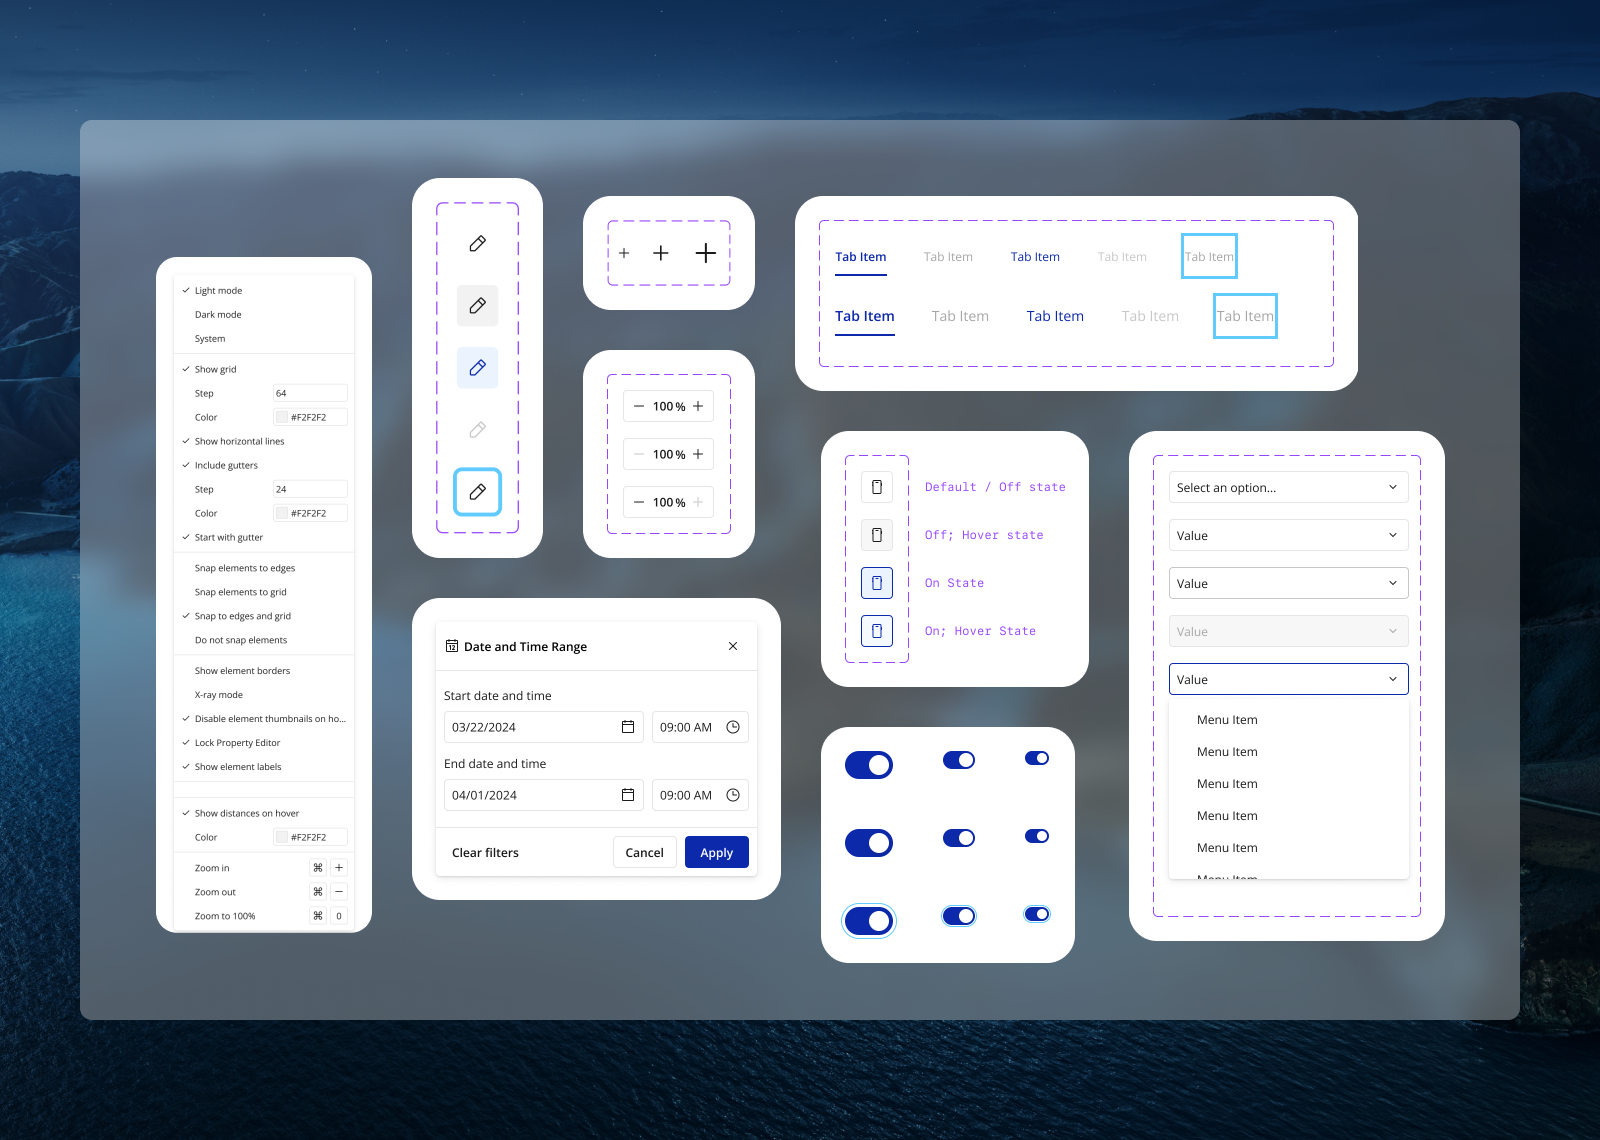 Light mode
Dark mode
System
Show grid
Step 64
Color #F2F2F2
Show horizontal lines
Include gutters
Step 24
Color #F2F2F2
Start with gutter
Snap elements to edges
Snap elements to grid
Snap to edges and grid
Do not snap elements
Show element borders
X-ray mode
Disable element thumbnails on ho...
Lock Property Editor
Show element labels
Show distances on hover
Color #F2F2F2
Zoom in ⌘ +
Zoom out ⌘ −
Zoom to 100% ⌘ 0
− 100 % +
− 100 % +
− 100 % +
12 Date and Time Range
Start date and time
03/22/2024 09:00 AM
End date and time
04/01/2024 09:00 AM
Clear filters Cancel Apply
Tab Item Tab Item Tab Item Tab Item Tab Item
Tab Item Tab Item Tab Item Tab Item Tab Item
Default / Off state
Off; Hover state
On State
On; Hover State
Select an option...
Value
Value
Value
Value
Menu Item
Menu Item
Menu Item
Menu Item
Menu Item
Menu Item